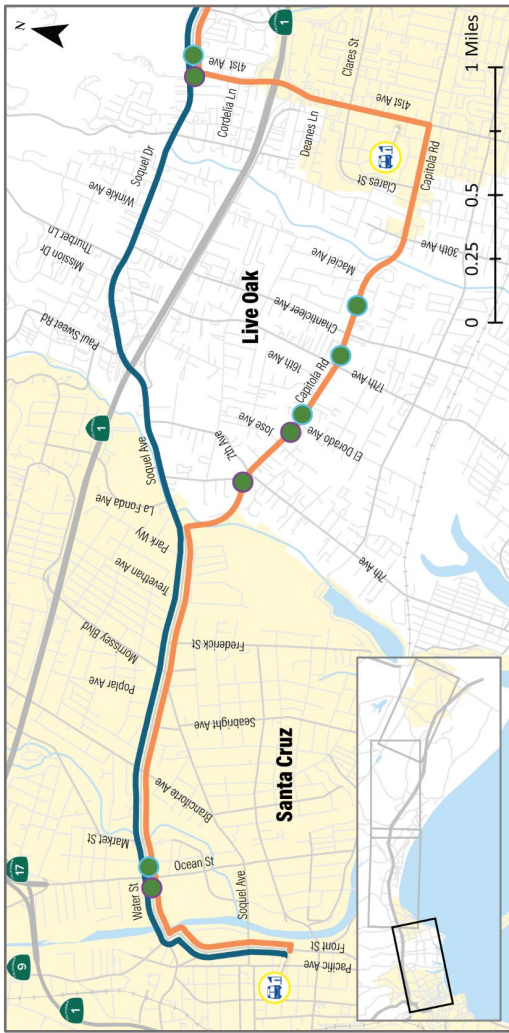 N
1
41st Ave
Clares St
1 Miles
Cordelia Ln
41st Ave
Deanes Ln
Soquel Dr
Winkle Ave
Clares St
Capitola Rd
0.5
Thurber Ln
30th Ave
Mission Dr
Maciel Ave
0.25
Live Oak
Chanticleer Ave
Paul Sweet Rd
17th Ave
0
16th Ave
Capitola Rd
1
Jose Ave
El Dorado Ave
Soquel Ave
7th Ave
La Fonda Ave
Park Wy
7th Ave
Trevethan Ave
Morrissey Blvd
Frederick St
Poplar Ave
Seabright Ave
Santa Cruz
Branciforte Ave
Market St
17
Ocean St
Water St
Soquel Ave
9
Front St
Pacific Ave
1